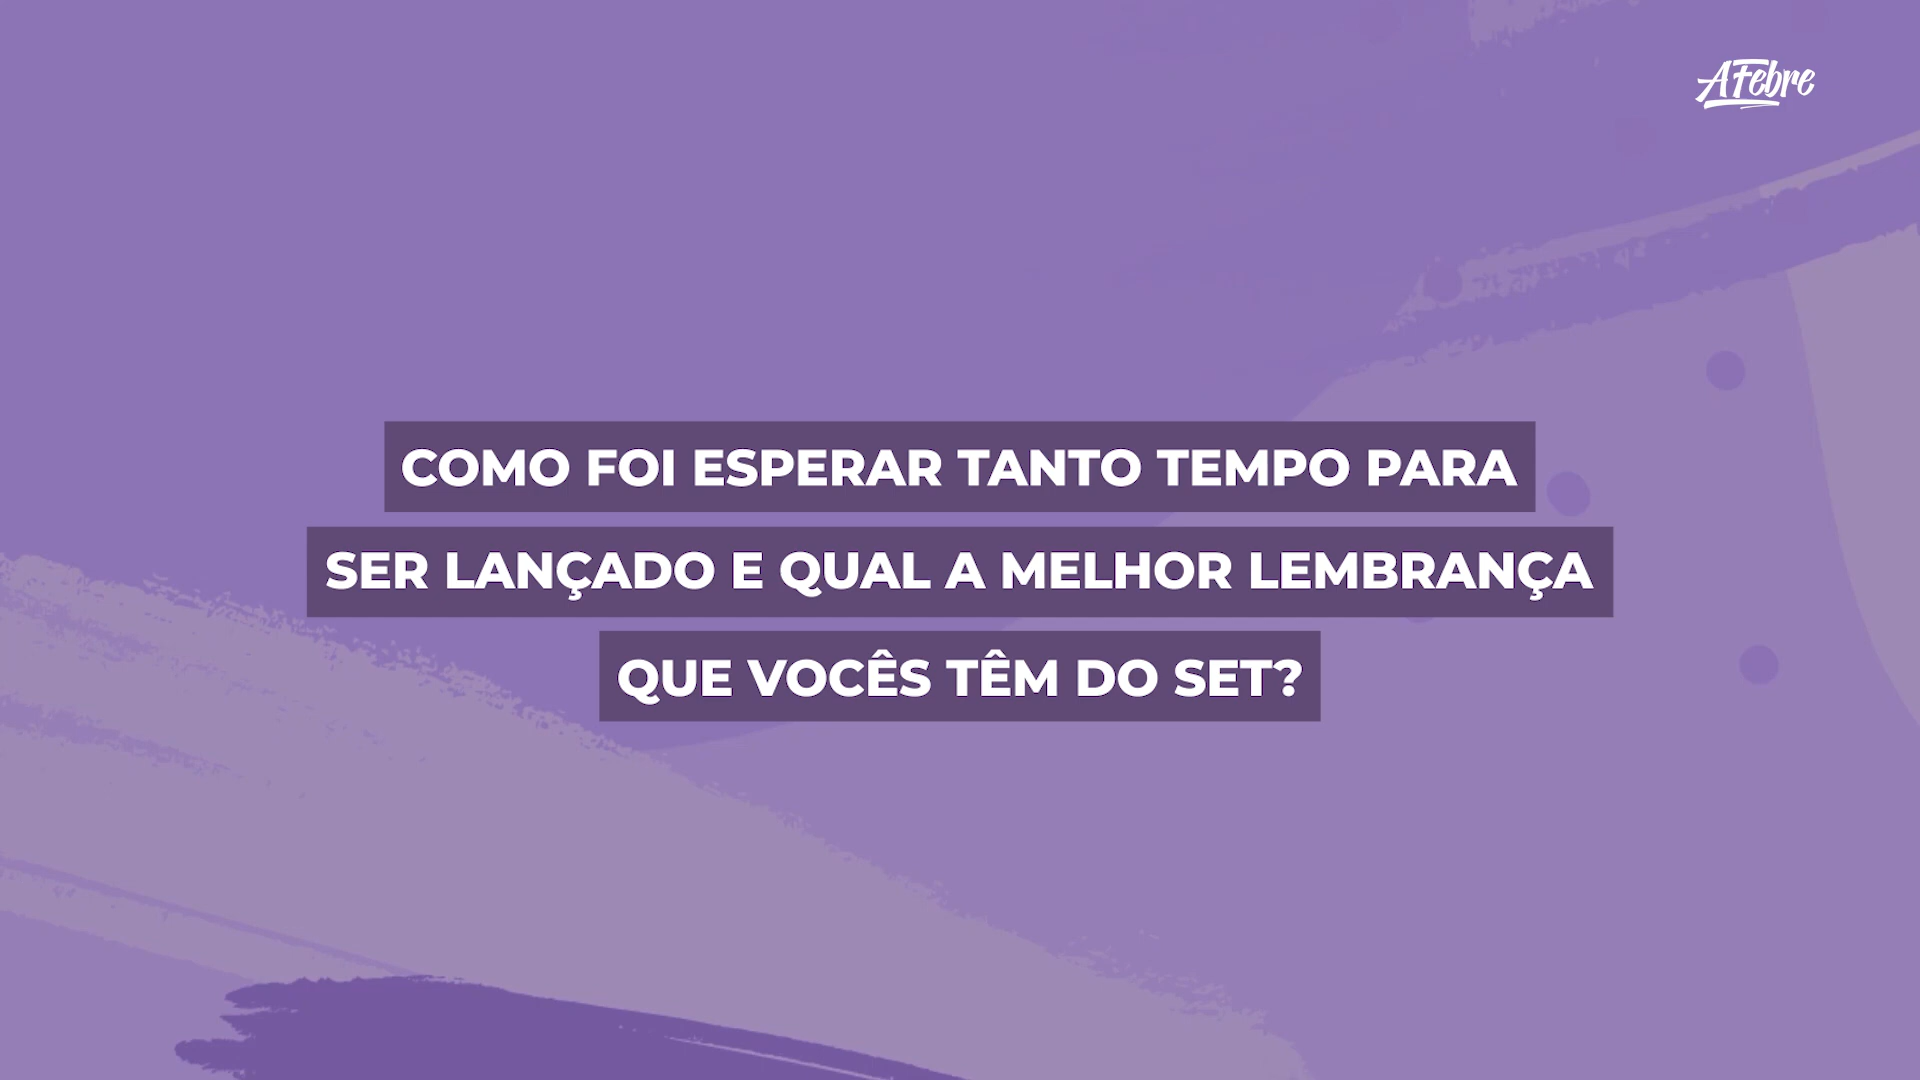 AFebre
COMO FOI ESPERAR TANTO TEMPO PARA
SER LANÇADO E QUAL A MELHOR LEMBRANÇA
QUE VOCÊS TÊM DO SET?